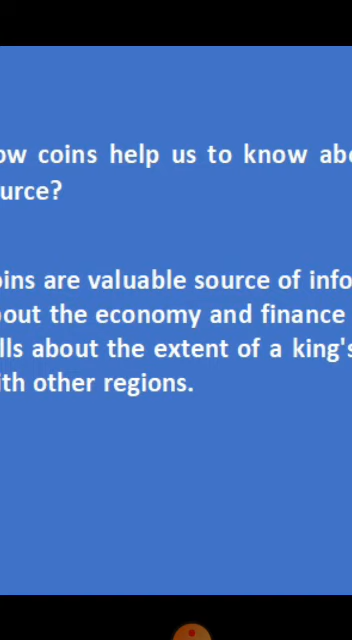 ow coins help us to know abo
urce?
oins are valuable source of info
bout the economy and finance
lls about the extent of a king's
ith other regions.